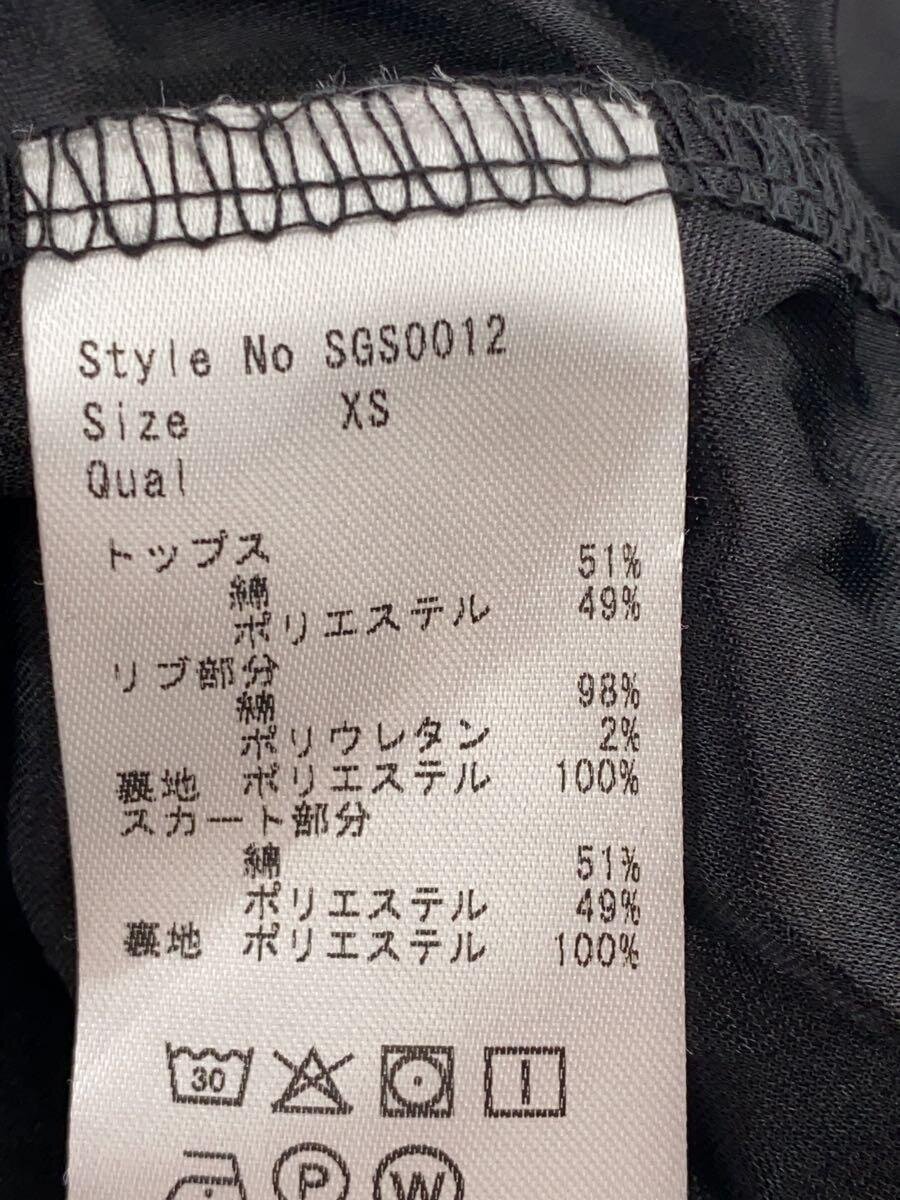 Style No SGS0012
Size XS
Qual
トップス
綿 51%
ポリエステル 49%
リブ部分
綿 98%
ポリウレタン 2%
裏地 ポリエステル 100%
スカート部分
綿 51%
ポリエステル 49%
裏地 ポリエステル 100%
30
P W